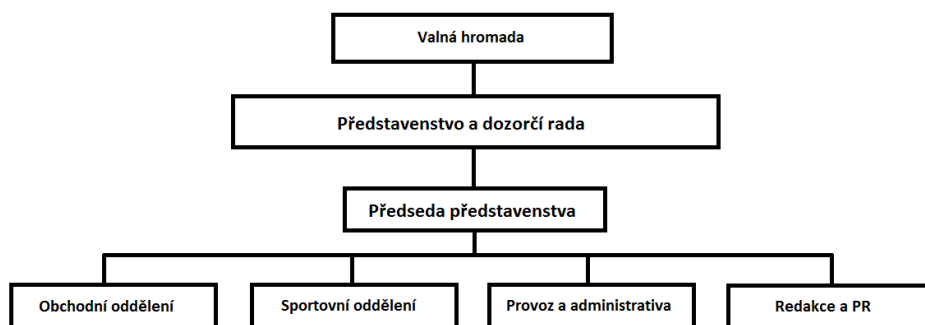 Valná hromada
Představenstvo a dozorčí rada
Předseda představenstva
Obchodní oddělení
Sportovní oddělení
Provoz a administrativa
Redakce a PR